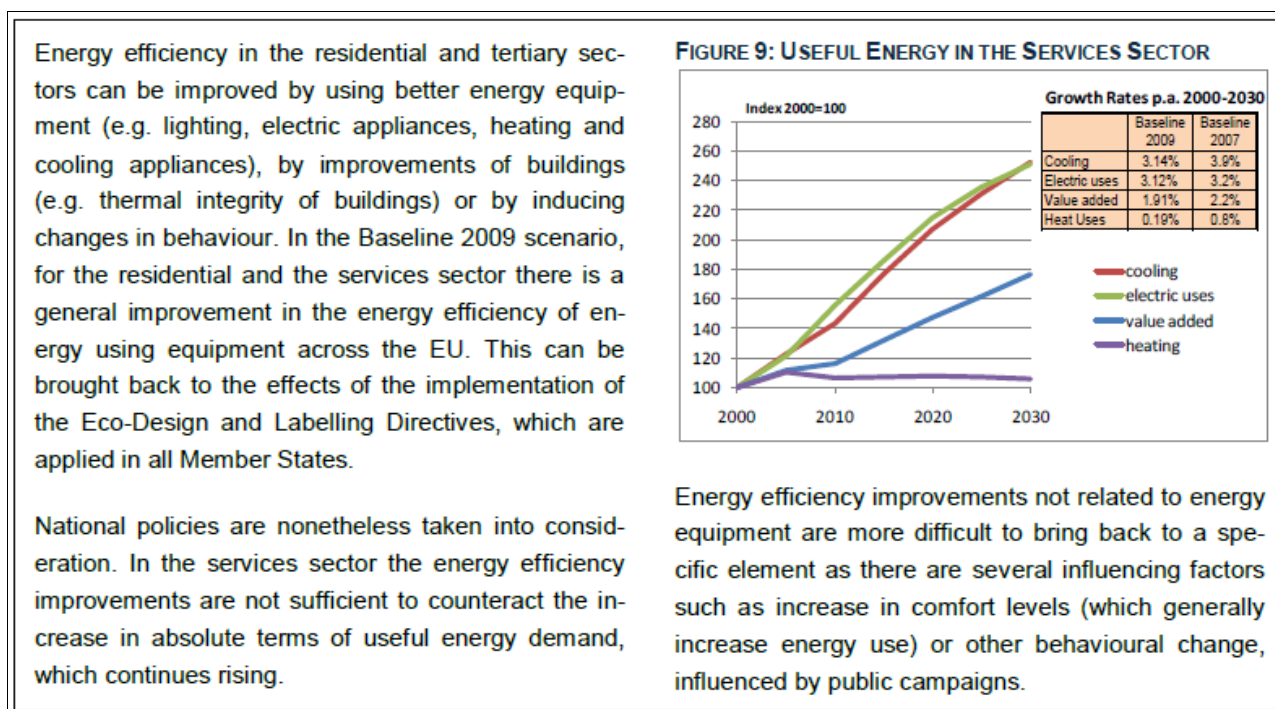 Energy efficiency in the residential and tertiary sec-
tors can be improved by using better energy equip-
ment (e.g. lighting, electric appliances, heating and
cooling appliances), by improvements of buildings
(e.g. thermal integrity of buildings) or by inducing
changes in behaviour. In the Baseline 2009 scenario,
for the residential and the services sector there is a
general improvement in the energy efficiency of en-
ergy using equipment across the EU. This can be
brought back to the effects of the implementation of
the Eco-Design and Labelling Directives, which are
applied in all Member States.
National policies are nonetheless taken into consid-
eration. In the services sector the energy efficiency
improvements are not sufficient to counteract the in-
crease in absolute terms of useful energy demand,
which continues rising.
FIGURE 9: USEFUL ENERGY IN THE SERVICES SECTOR
Index 2000=100
280
260
240
220
200
180
160
140
120
100
2000 2010 2020 2030
Growth Rates p.a. 2000-2030
Baseline 2009 Baseline 2007
Cooling 3.14% 3.9%
Electric uses 3.12% 3.2%
Value added 1.91% 2.2%
Heat Uses 0.19% 0.8%
cooling
electric uses
value added
heating
Energy efficiency improvements not related to energy
equipment are more difficult to bring back to a spe-
cific element as there are several influencing factors
such as increase in comfort levels (which generally
increase energy use) or other behavioural change,
influenced by public campaigns.